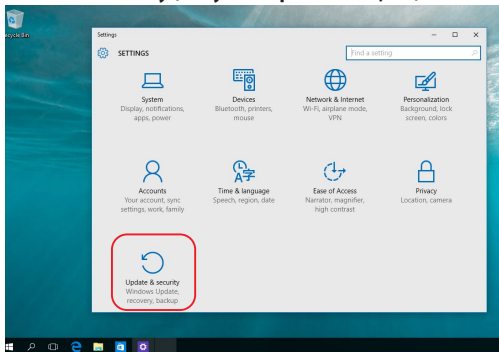 Recycle Bin
Settings
SETTINGS
Find a setting
System
Display, notifications,
apps, power
Devices
Bluetooth, printers,
mouse
Network & Internet
Wi-Fi, airplane mode,
VPN
Personalization
Background, lock
screen, colors
Accounts
Your account, sync
settings, work, family
Time & language
Speech, region, date
Ease of Access
Narrator, magnifier,
high contrast
Privacy
Location, camera
Update & security
Windows Update,
recovery, backup